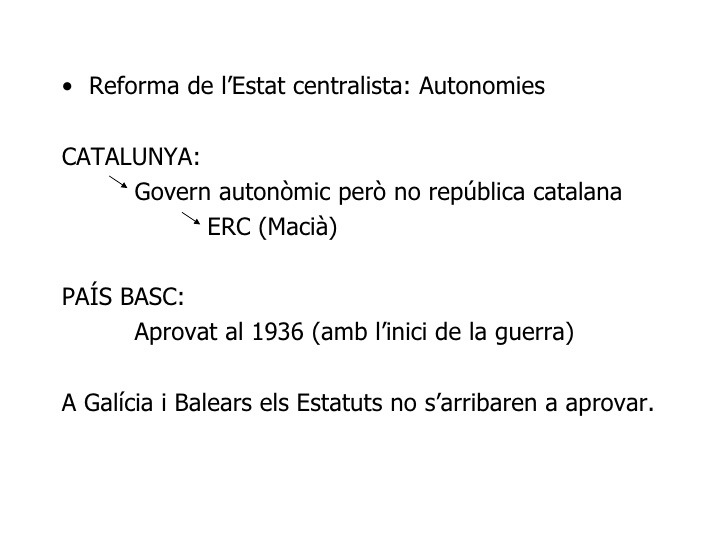 • Reforma de l’Estat centralista: Autonomies
CATALUNYA:
Govern autonòmic però no república catalana
ERC (Macià)
PAÍS BASC:
Aprovat al 1936 (amb l’inici de la guerra)
A Galícia i Balears els Estatuts no s’arribaren a aprovar.